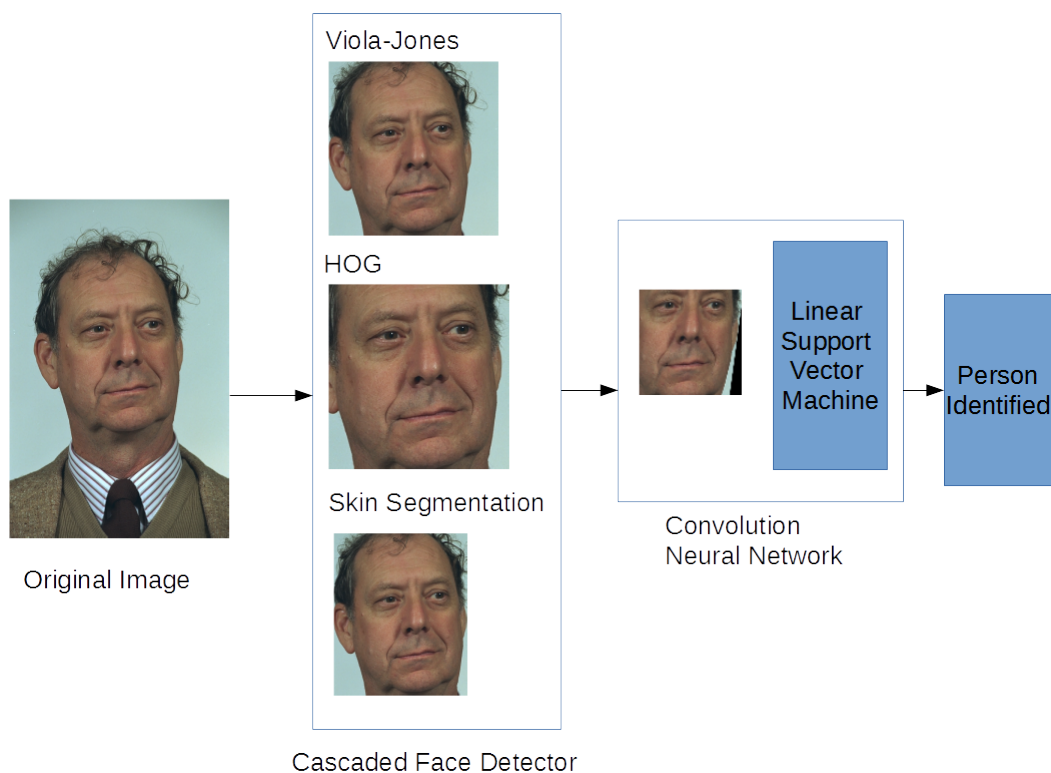 Viola-Jones
HOG
Skin Segmentation
Original Image
Cascaded Face Detector
Linear
Support
Vector
Machine
Convolution
Neural Network
Person
Identified